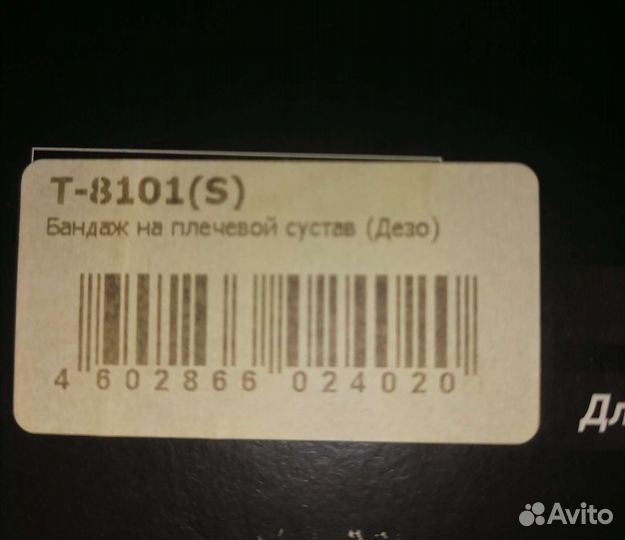 T-8101(S)
Бандаж на плечевой сустав (Дезо)
4 602866 024020
Дл
Avito